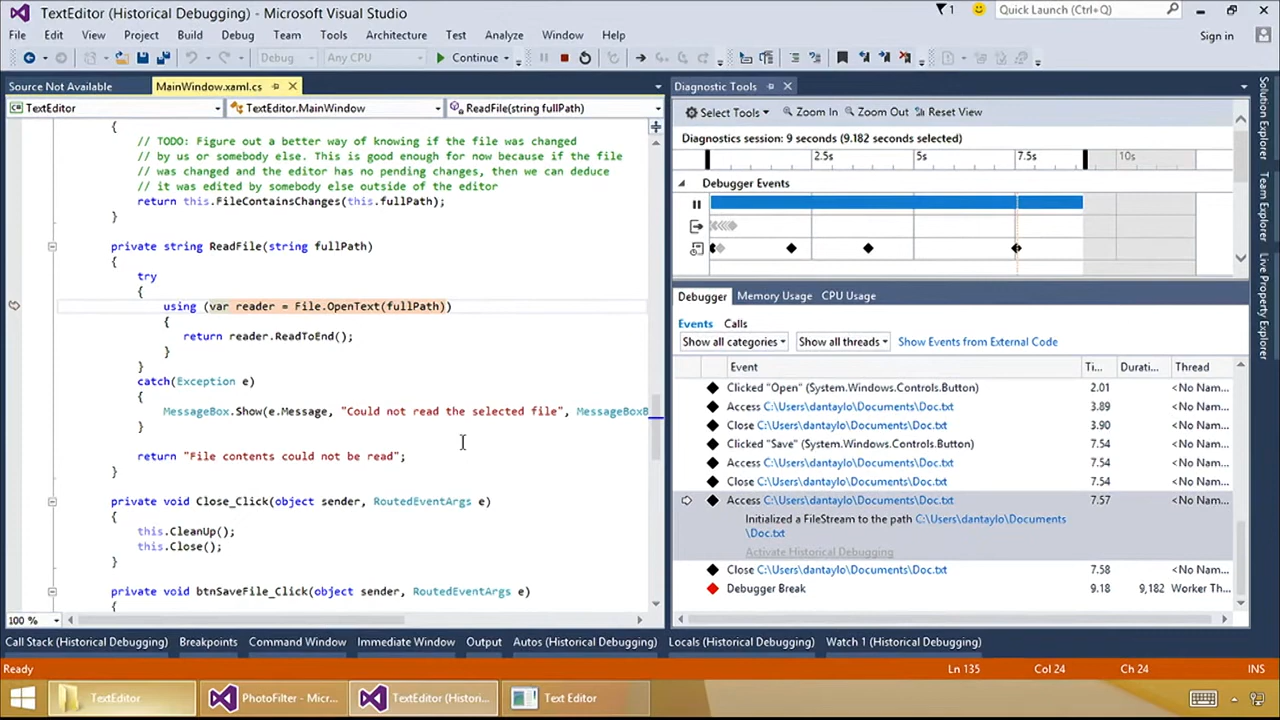 TextEditor (Historical Debugging) - Microsoft Visual Studio
1
Quick Launch (Ctrl+Q)
File Edit View Project Build Debug Team Tools Architecture Test Analyze Window Help
Sign in
Debug Any CPU Continue
Source Not Available MainWindow.xaml.cs
TextEditor TextEditor.MainWindow ReadFile(string fullPath)
{
// TODO: Figure out a better way of knowing if the file was changed
// by us or somebody else. This is good enough for now because if the file
// was changed and the editor has no pending changes, then we can deduce
// it was edited by somebody else outside of the editor
return this.FileContainsChanges(this.fullPath);
}
private string ReadFile(string fullPath)
{
try
{
using (var reader = File.OpenText(fullPath))
{
return reader.ReadToEnd();
}
}
catch(Exception e)
{
MessageBox.Show(e.Message, "Could not read the selected file", MessageBoxB
}
return "File contents could not be read";
}
private void Close_Click(object sender, RoutedEventArgs e)
{
this.CleanUp();
this.Close();
}
private void btnSaveFile_Click(object sender, RoutedEventArgs e)
{
100 %
Diagnostic Tools
Select Tools Zoom In Zoom Out Reset View
Diagnostics session: 9 seconds (9.182 seconds selected)
2.5s 5s 7.5s 10s
Debugger Events
Debugger Memory Usage CPU Usage
Events Calls
Show all categories Show all threads Show Events from External Code
Event Ti... Durati... Thread
Clicked "Open" (System.Windows.Controls.Button) 2.01 <No Nam...
Access C:\Users\dantaylo\Documents\Doc.txt 3.89 <No Nam...
Close C:\Users\dantaylo\Documents\Doc.txt 3.90 <No Nam...
Clicked "Save" (System.Windows.Controls.Button) 7.54 <No Nam...
Access C:\Users\dantaylo\Documents\Doc.txt 7.54 <No Nam...
Close C:\Users\dantaylo\Documents\Doc.txt 7.54 <No Nam...
Access C:\Users\dantaylo\Documents\Doc.txt 7.57 <No Nam...
Initialized a FileStream to the path C:\Users\dantaylo\Documents
\Doc.txt
Activate Historical Debugging
Close C:\Users\dantaylo\Documents\Doc.txt 7.58 <No Nam...
Debugger Break 9.18 9,182 Worker Th...
Solution Explorer
Team Explorer
Live Property Explorer
Call Stack (Historical Debugging) Breakpoints Command Window Immediate Window Output Autos (Historical Debugging) Locals (Historical Debugging) Watch 1 (Historical Debugging)
Ready Ln 135 Col 24 Ch 24 INS
TextEditor PhotoFilter - Micr... TextEditor (Histori... Text Editor